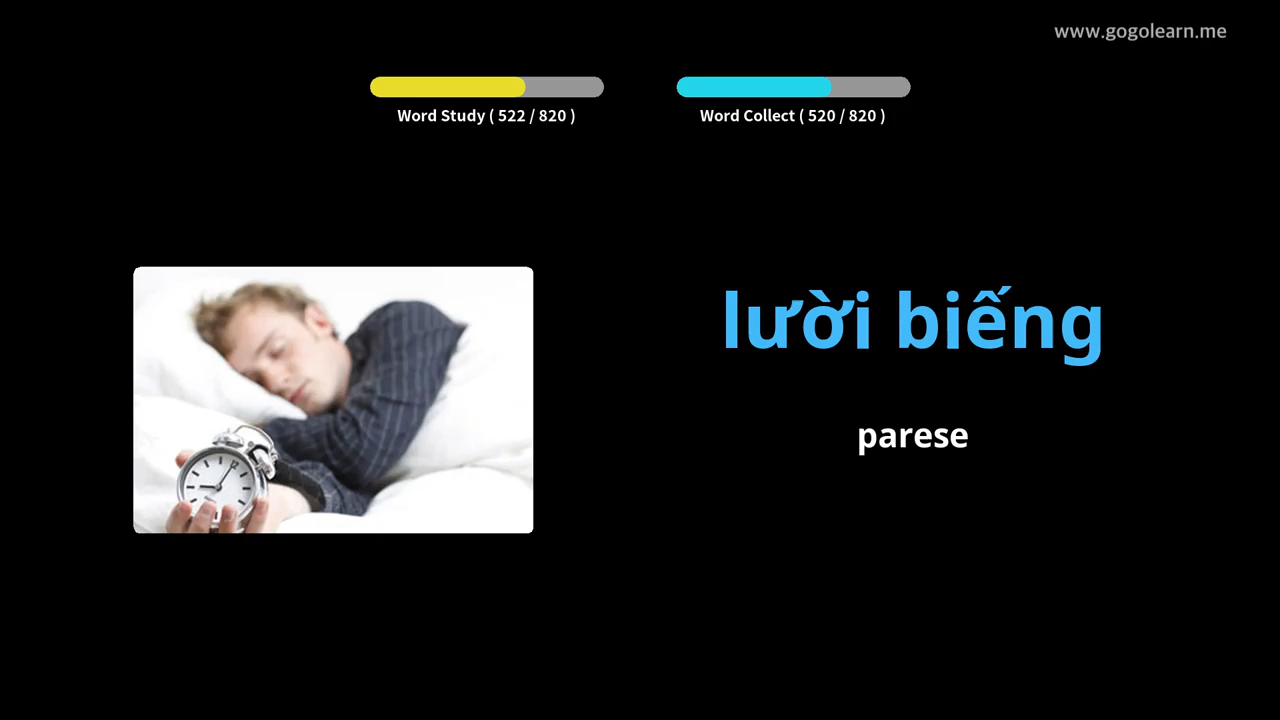 www.gogolearn.me
Word Study ( 522 / 820 )
Word Collect ( 520 / 820 )
lười biếng
parese